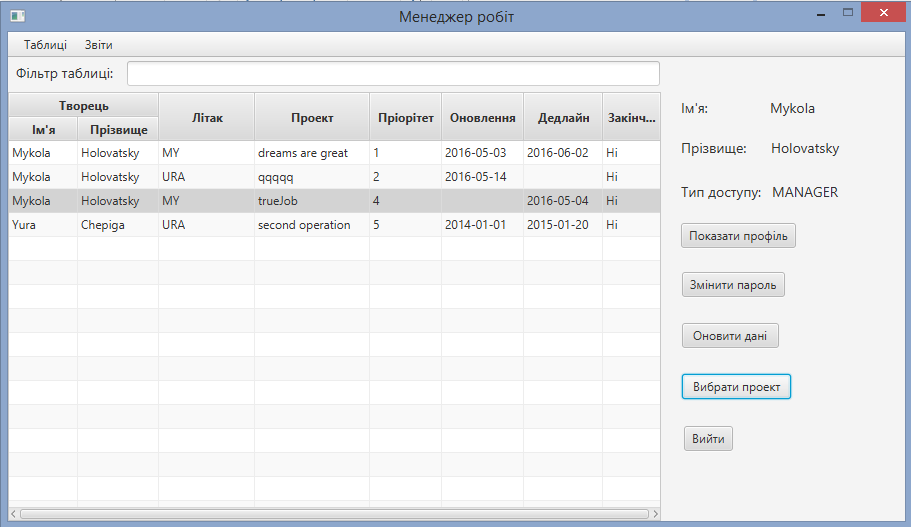 Менеджер робіт
Таблиці Звіти
Фільтр таблиці:
Творець Літак Проект Пріорітет Оновлення Дедлайн Закінч...
Ім'я Прізвище
Mykola Holovatsky MY dreams are great 1 2016-05-03 2016-06-02 Ні
Mykola Holovatsky URA qqqqq 2 2016-05-14 Ні
Mykola Holovatsky MY trueJob 4 2016-05-04 Ні
Yura Chepiga URA second operation 5 2014-01-01 2015-01-20 Ні
Ім'я: Mykola
Прізвище: Holovatsky
Тип доступу: MANAGER
Показати профіль
Змінити пароль
Оновити дані
Вибрати проект
Вийти